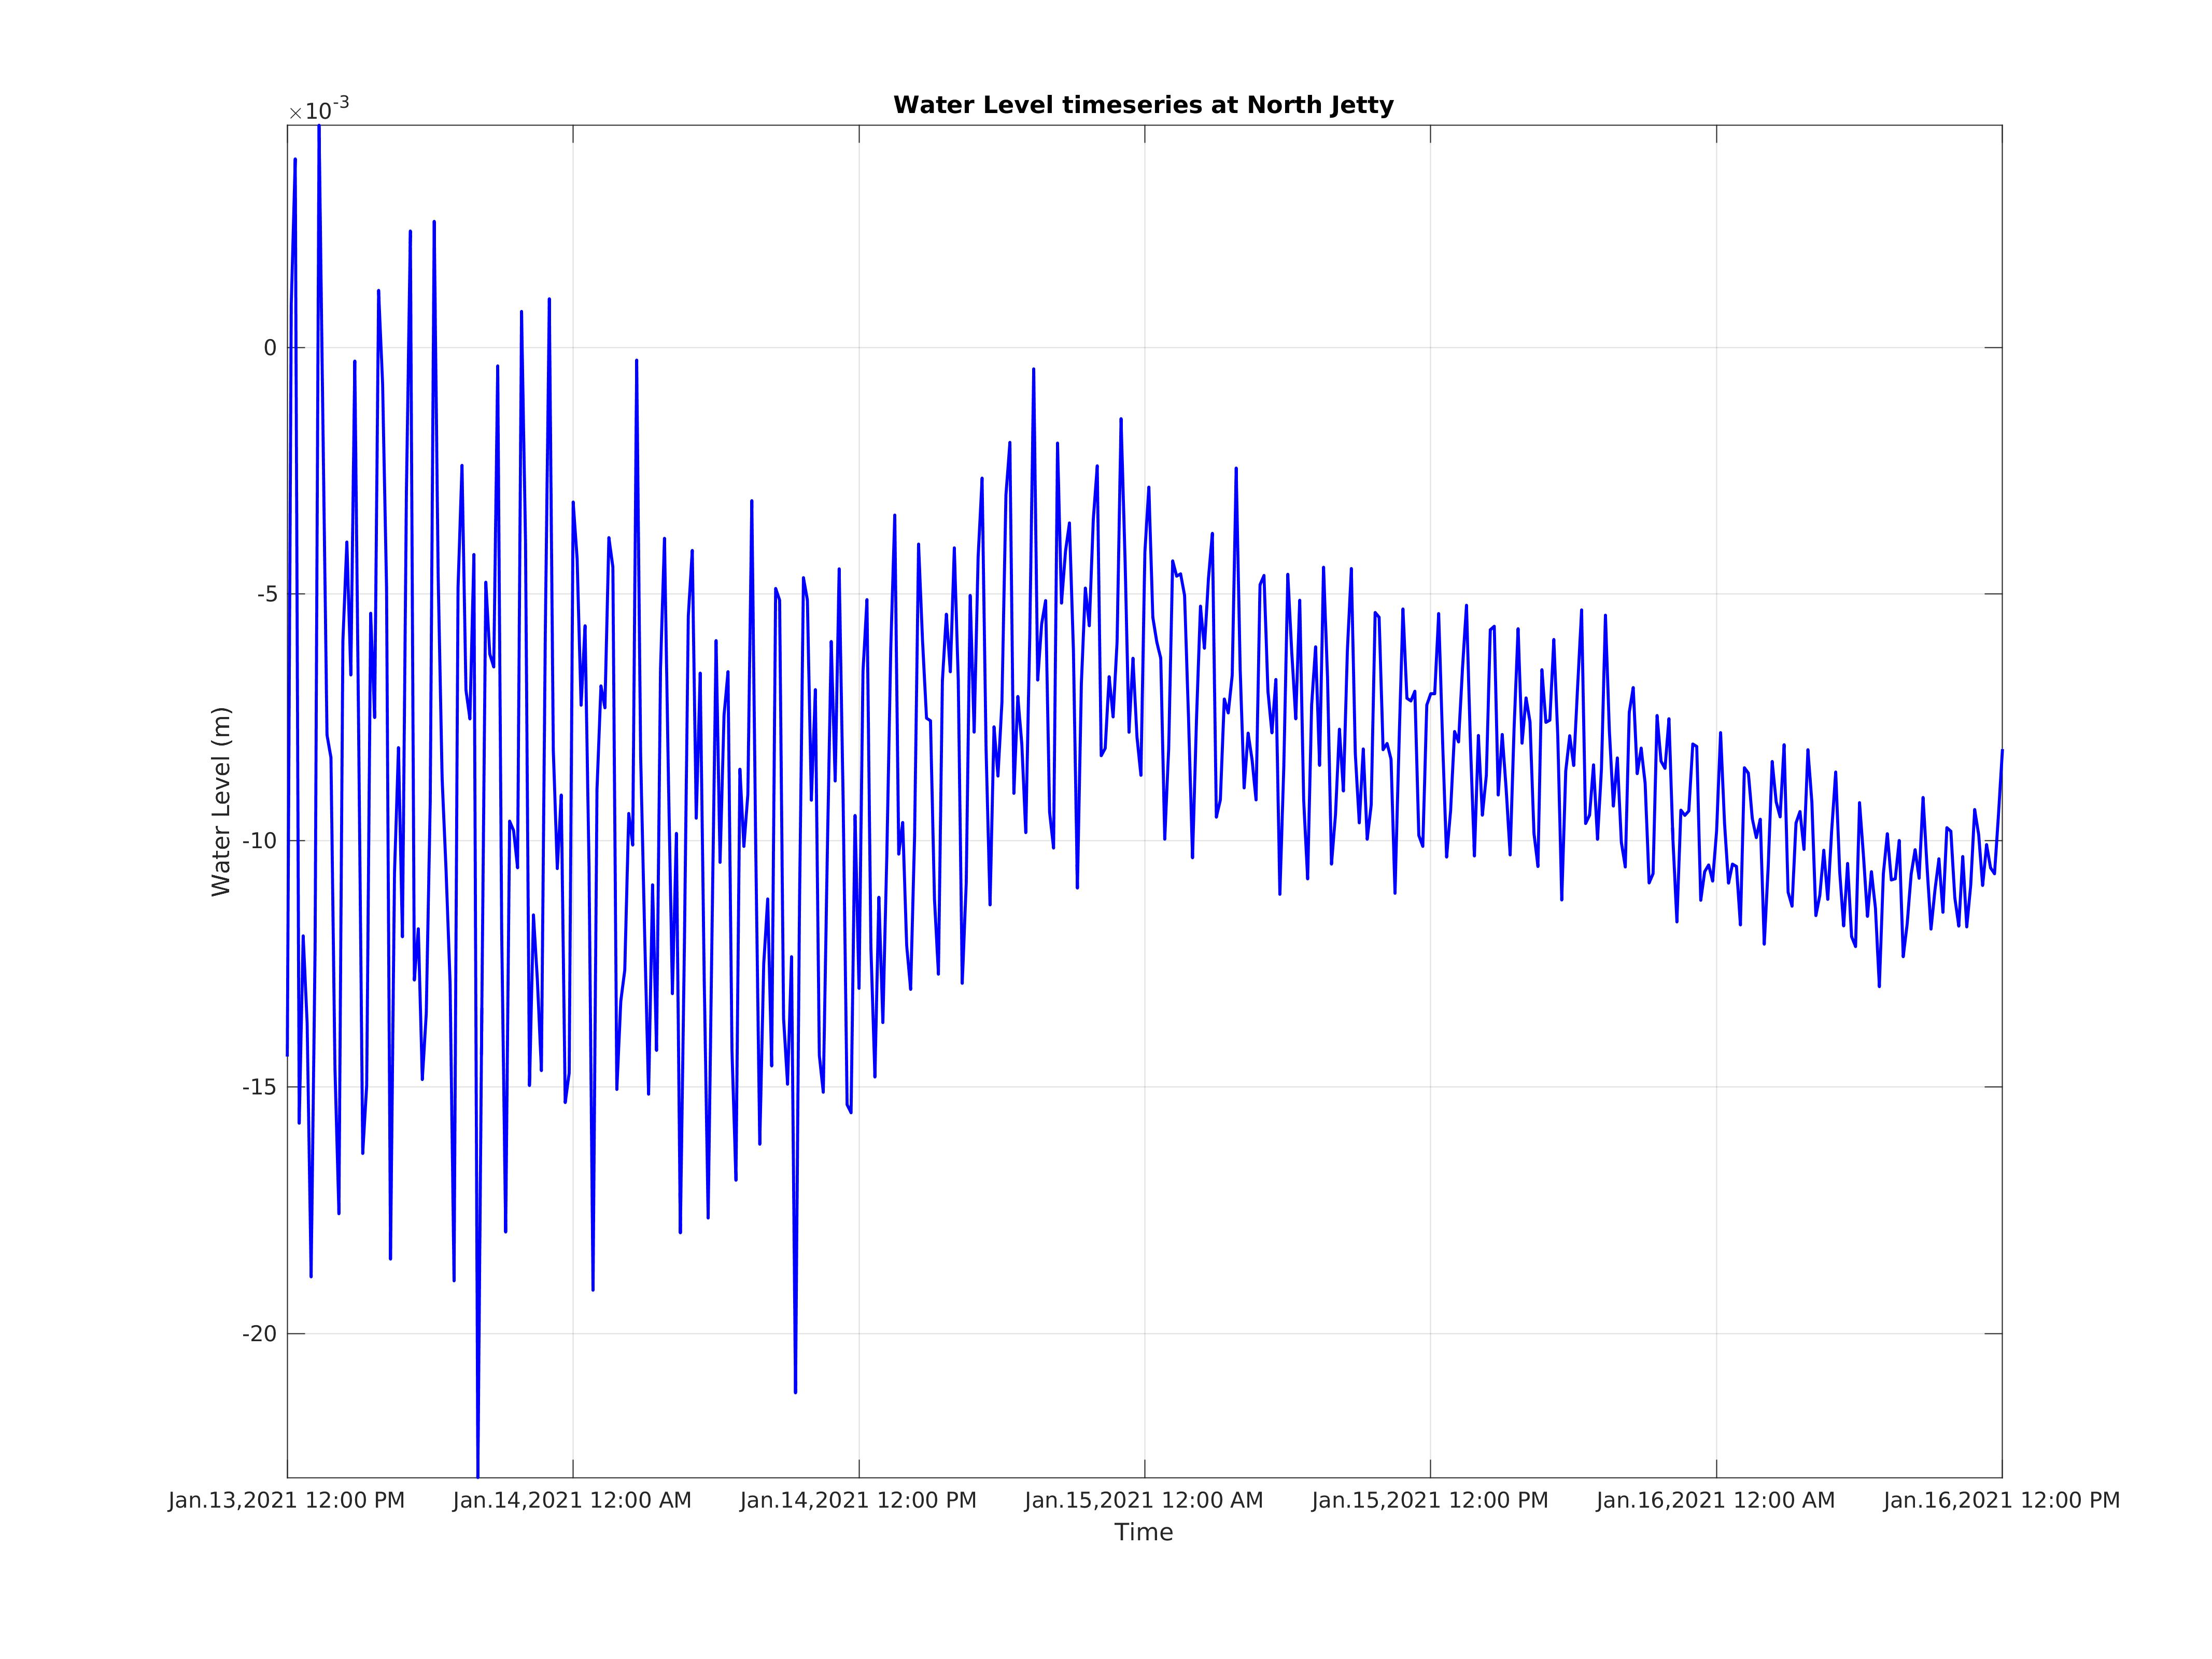 Water Level timeseries at North Jetty
×10-3
0
-5
-10
-15
-20
Water Level (m)
Jan.13,2021 12:00 PM Jan.14,2021 12:00 AM Jan.14,2021 12:00 PM Jan.15,2021 12:00 AM Jan.15,2021 12:00 PM Jan.16,2021 12:00 AM Jan.16,2021 12:00 PM
Time